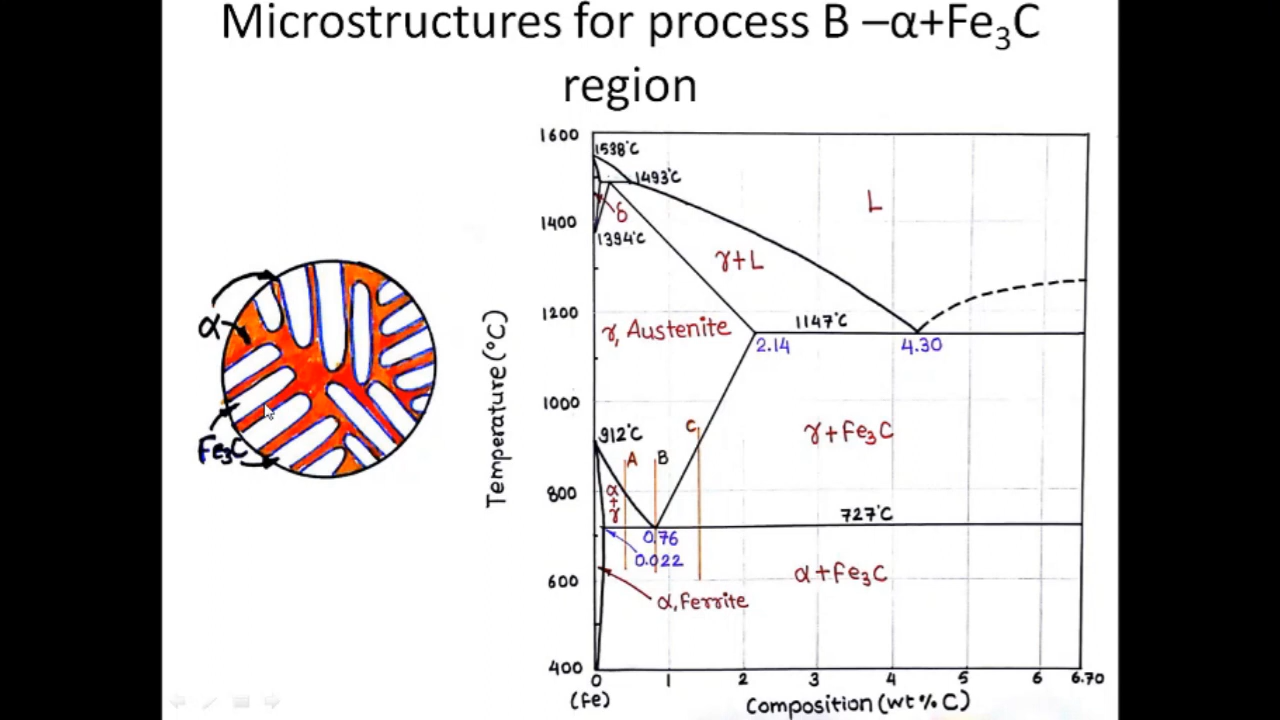 Microstructures for process B –α+Fe₃C
region
α
Fe₃C
Temperature (°C)
1600
1400
1200
1000
800
600
400
1538°C
1493°C
δ
1394°C
L
γ+L
γ, Austenite
1147°C
2.14
4.30
γ+Fe₃C
912°C
A
B
C
α
+
γ
727°C
0.76
0.022
α+Fe₃C
α, Ferrite
0
1
2
3
4
5
6
6.70
(Fe)
Composition (wt % C)